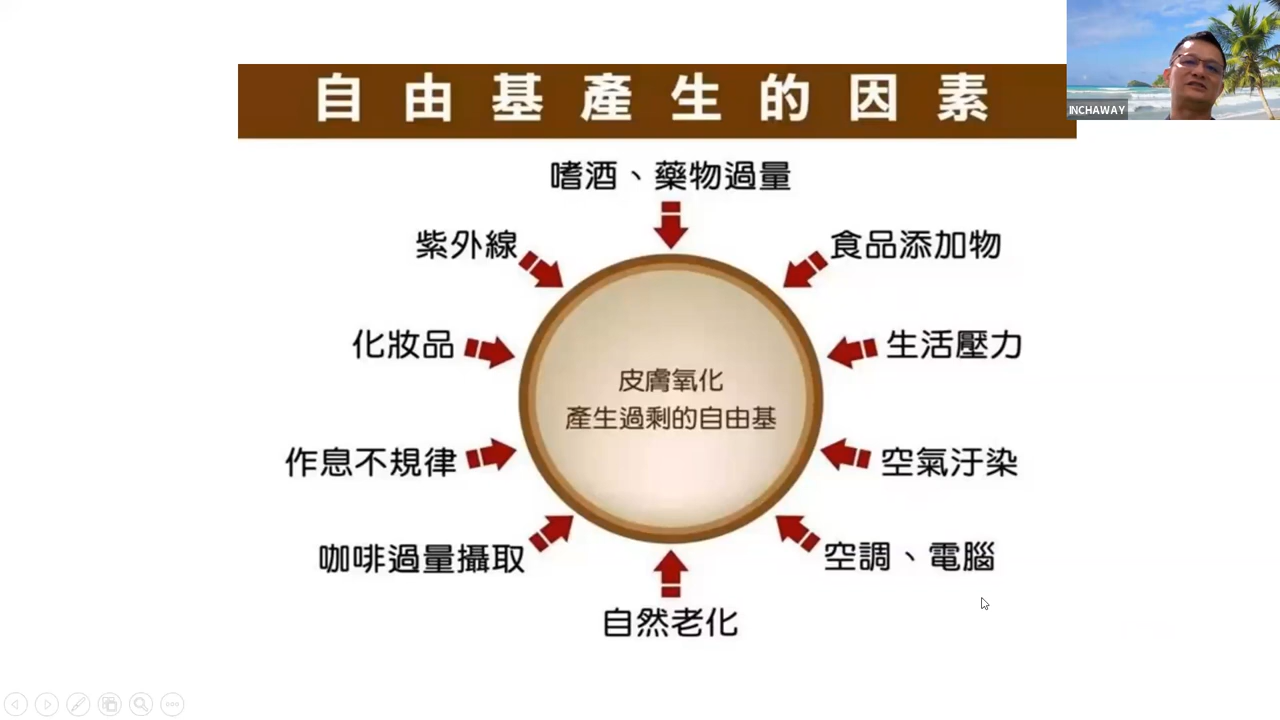 自由基產生的因素
INCHAWAY
嗜酒、藥物過量
紫外線
食品添加物
化妝品
生活壓力
皮膚氧化
產生過剩的自由基
作息不規律
空氣汙染
咖啡過量攝取
空調、電腦
自然老化